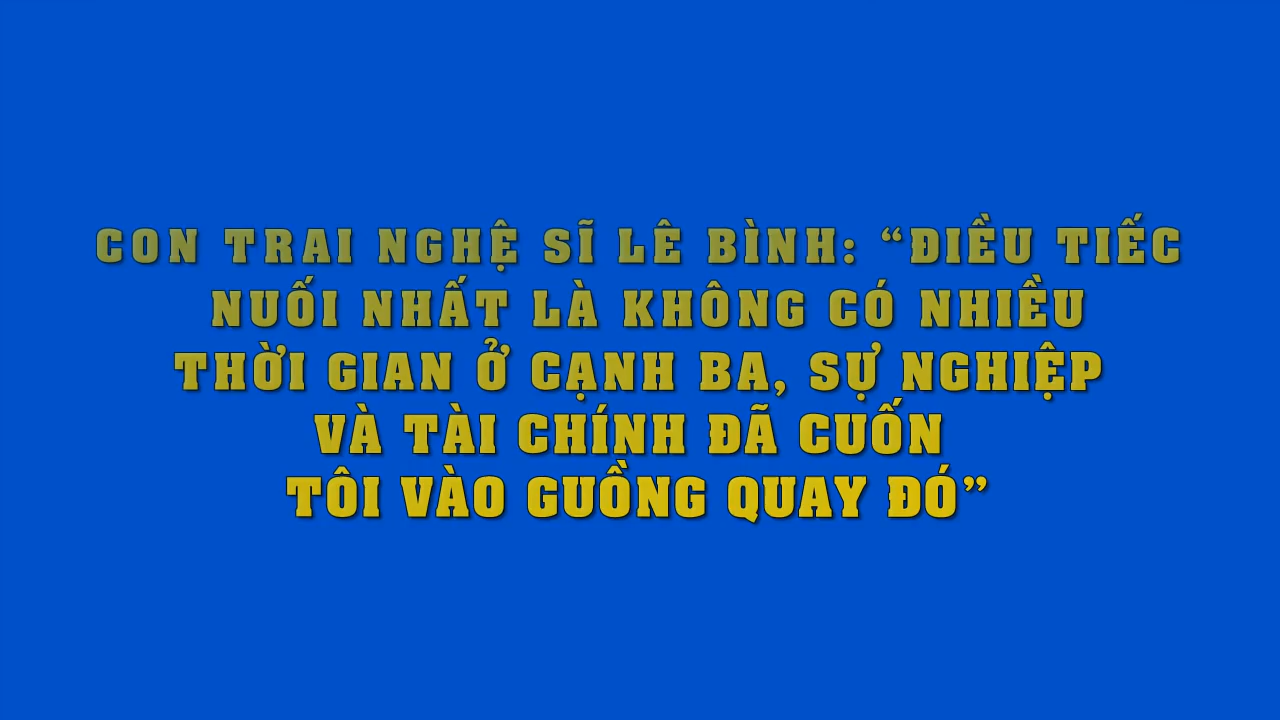 CON TRAI NGHỆ SĨ LÊ BÌNH: “ĐIỀU TIẾC
NUỐI NHẤT LÀ KHÔNG CÓ NHIỀU
THỜI GIAN Ở CẠNH BA, SỰ NGHIỆP
VÀ TÀI CHÍNH ĐÃ CUỐN
TÔI VÀO GUỒNG QUAY ĐÓ”